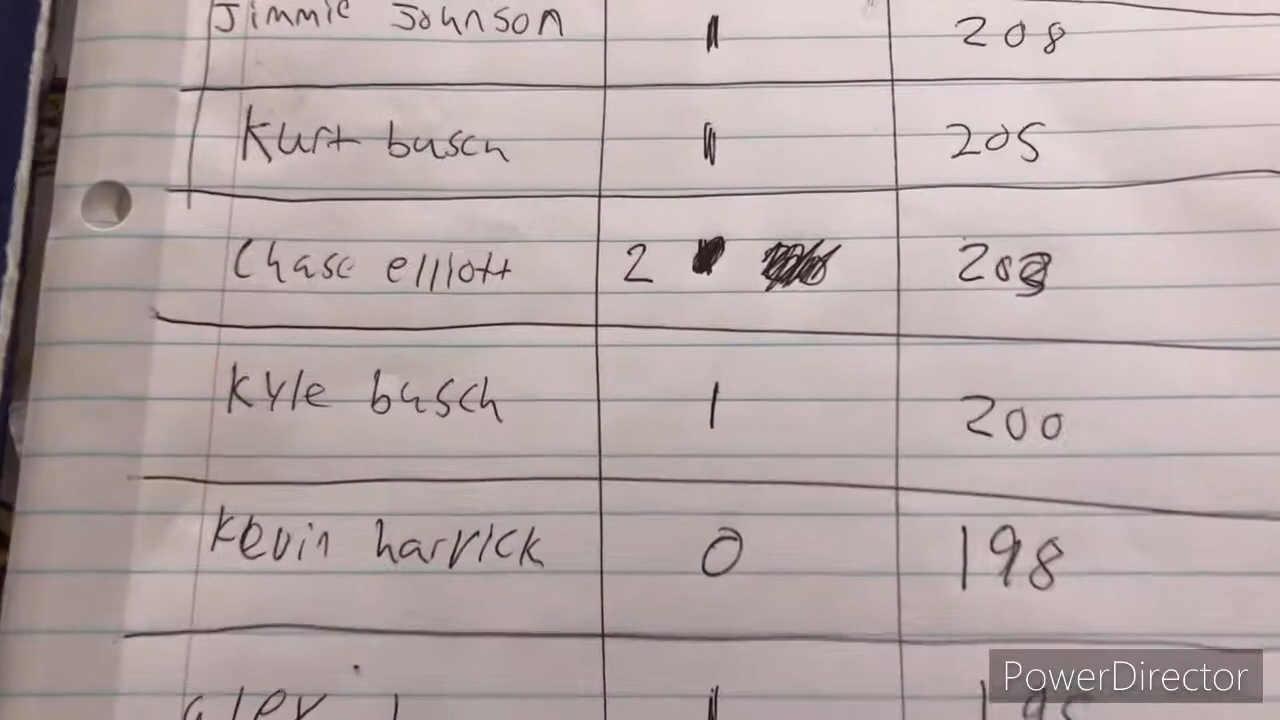 Jimmie Johnson 1 208
Kurt busch 1 205
Chase elliott 2
kyle busch 1 200
kevin harvick 0 198
1
PowerDirector